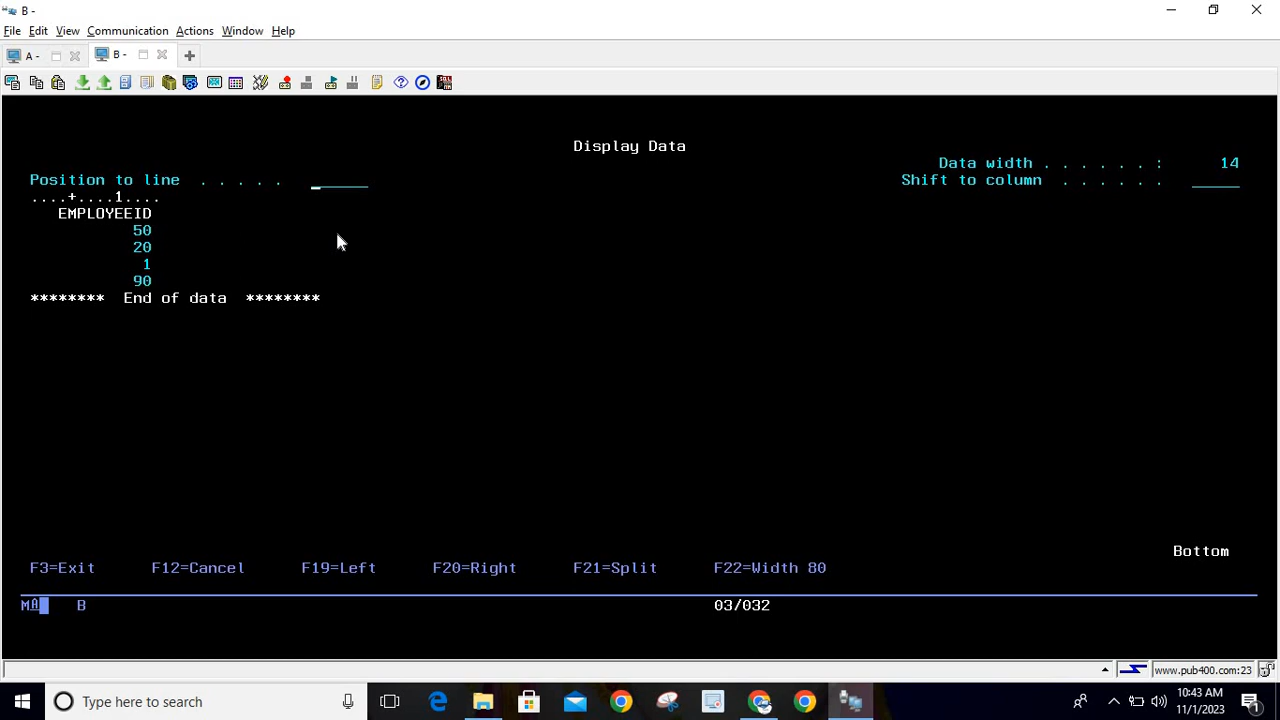 B -
File Edit View Communication Actions Window Help
A - B -
Display Data
Data width . . . . . . : 14
Position to line . . . . . Shift to column . . . . . .
....+....1....
EMPLOYEEID
50
20
1
90
******** End of data ********
Bottom
F3=Exit F12=Cancel F19=Left F20=Right F21=Split F22=Width 80
MA B 03/032
www.pub400.com:23
Type here to search
10:43 AM
11/1/2023
1